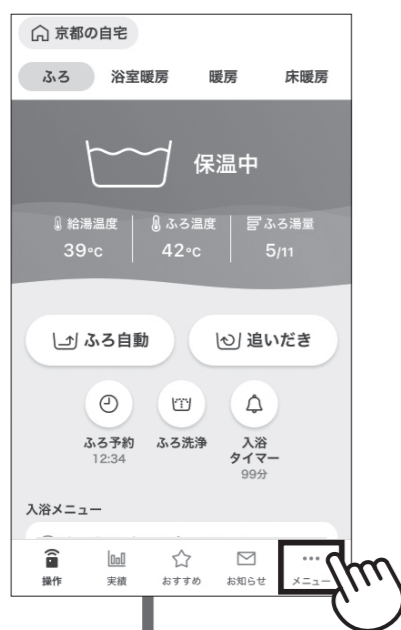 京都の自宅
ふろ 浴室暖房 暖房 床暖房
保温中
給湯温度 ふろ温度 ふろ湯量
39°C 42°C 5/11
ふろ自動 追いだき
ふろ予約 ふろ洗浄 入浴タイマー
12:34 99分
入浴メニュー
操作 実績 おすすめ お知らせ メニュー